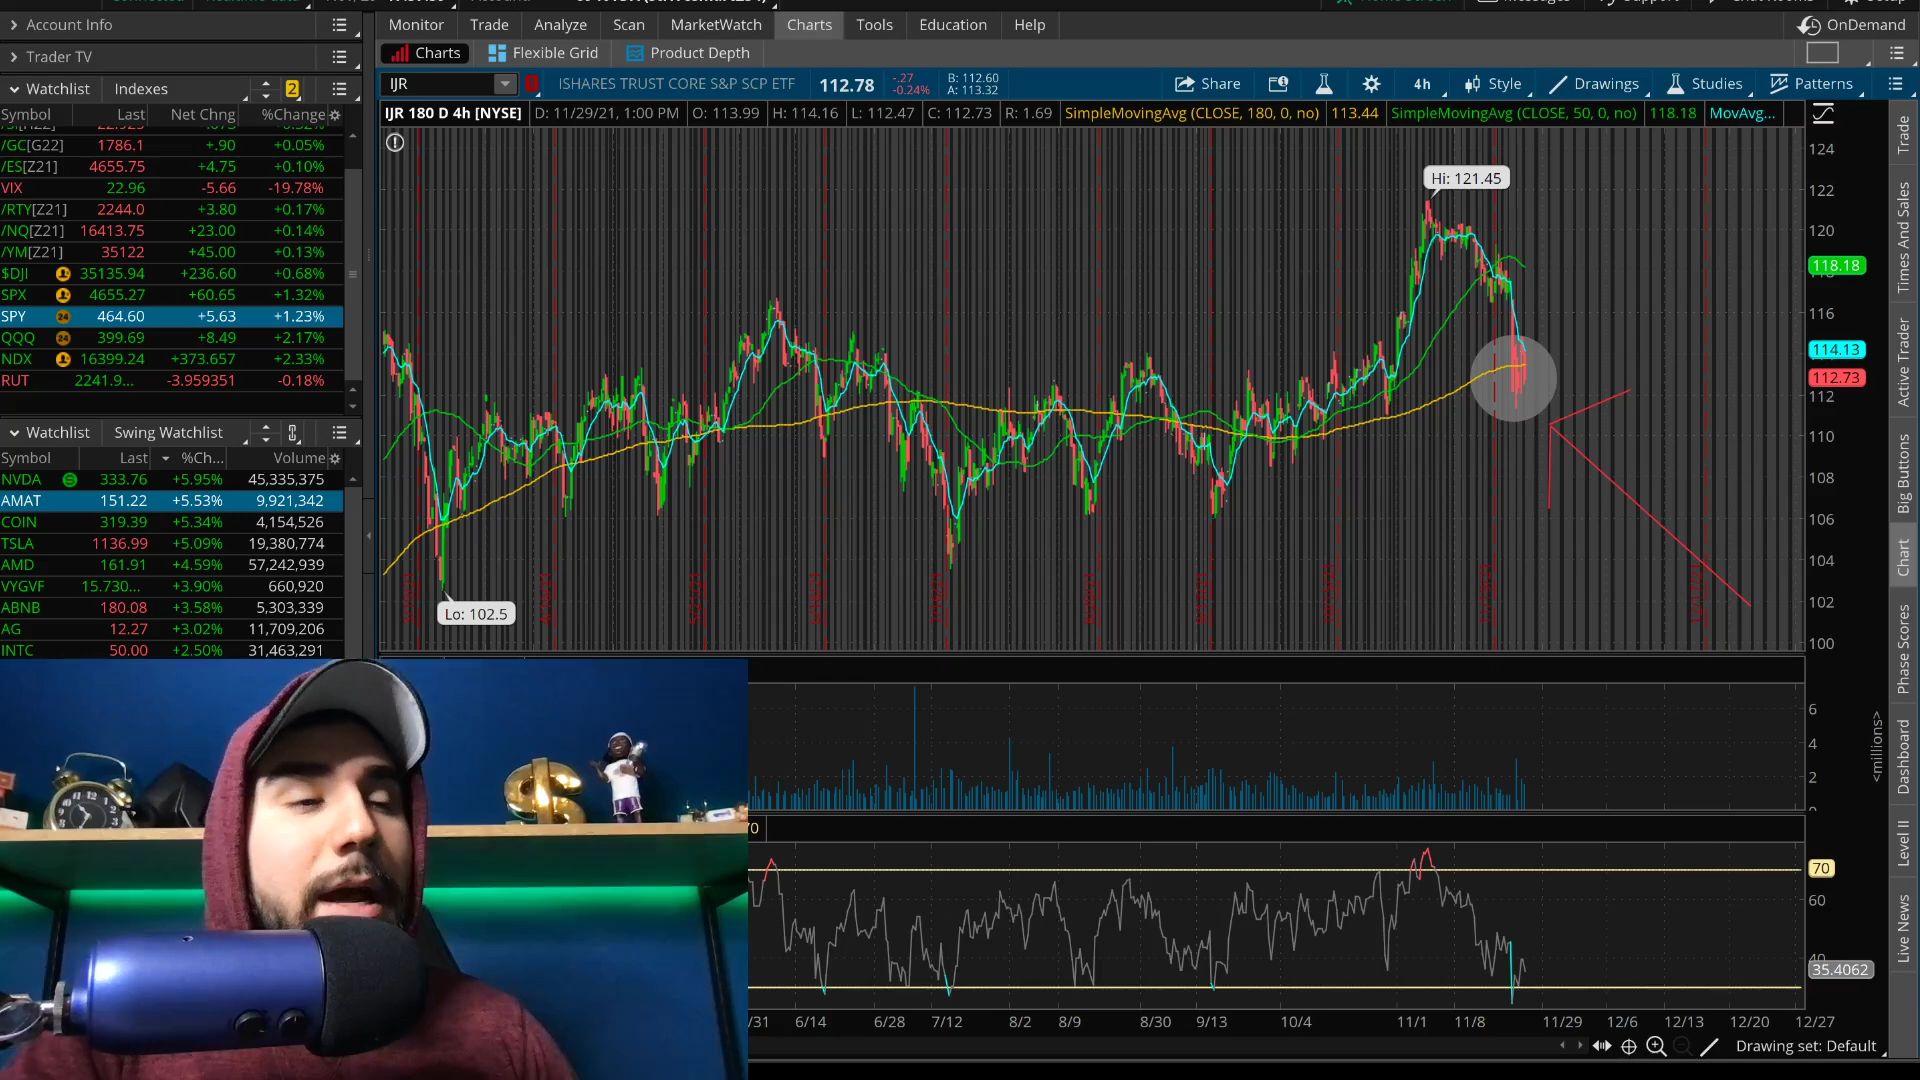 Account Info
Monitor Trade Analyze Scan MarketWatch Charts Tools Education Help
OnDemand
Trader TV
Charts Flexible Grid Product Depth
Watchlist Indexes 2
IJR ISHARES TRUST CORE S&P SCP ETF 112.78 -.27 -0.24% B: 112.60 A: 113.32 Share 4h Style Drawings Studies Patterns
Symbol Last Net Chng %Change
IJR 180 D 4h [NYSE] D: 11/29/21, 1:00 PM O: 113.99 H: 114.16 L: 112.47 C: 112.73 R: 1.69 SimpleMovingAvg (CLOSE, 180, 0, no) 113.44 SimpleMovingAvg (CLOSE, 50, 0, no) 118.18 MovAvg...
/GC[G22] 1786.1 +.90 +0.05%
/ES[Z21] 4655.75 +4.75 +0.10%
VIX 22.96 -5.66 -19.78%
/RTY[Z21] 2244.0 +3.80 +0.17%
/NQ[Z21] 16413.75 +23.00 +0.14%
/YM[Z21] 35122 +45.00 +0.13%
$DJI 35135.94 +236.60 +0.68%
SPX 4655.27 +60.65 +1.32%
SPY 24 464.60 +5.63 +1.23%
QQQ 24 399.69 +8.49 +2.17%
NDX 16399.24 +373.657 +2.33%
RUT 2241.9... -3.959351 -0.18%
Watchlist Swing Watchlist
Symbol Last %Ch... Volume
NVDA 333.76 +5.95% 45,335,375
AMAT 151.22 +5.53% 9,921,342
COIN 319.39 +5.34% 4,154,526
TSLA 1136.99 +5.09% 19,380,774
AMD 161.91 +4.59% 57,242,939
VYGVF 15.730... +3.90% 660,920
ABNB 180.08 +3.58% 5,303,339
AG 12.27 +3.02% 11,709,206
INTC 50.00 +2.50% 31,463,291
Hi: 121.45
Lo: 102.5
124
122
120
118.18
116
114.13
112.73
112
110
108
106
104
102
100
6
4
2
<millions>
70
60
35.4062
/31 6/14 6/28 7/12 8/2 8/9 8/30 9/13 10/4 11/1 11/8 11/29 12/6 12/13 12/20 12/27
Drawing set: Default
Trade
Times And Sales
Active Trader
Big Buttons
Chart
Phase Scores
Dashboard
Level II
Live News